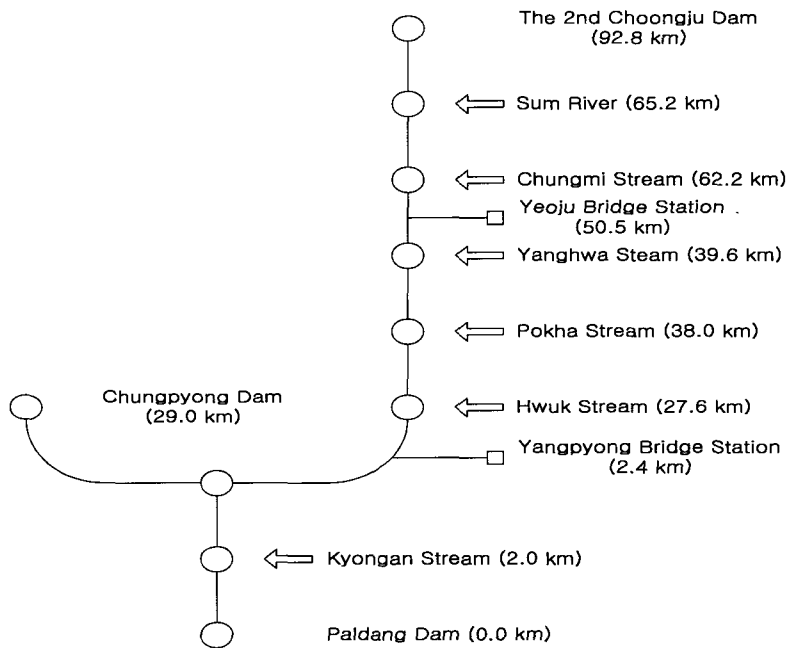 The 2nd Choongju Dam
(92.8 km)
Sum River (65.2 km)
Chungmi Stream (62.2 km)
Yeoju Bridge Station .
(50.5 km)
Yanghwa Steam (39.6 km)
Pokha Stream (38.0 km)
Chungpyong Dam
(29.0 km)
Hwuk Stream (27.6 km)
Yangpyong Bridge Station
(2.4 km)
Kyongan Stream (2.0 km)
Paldang Dam (0.0 km)